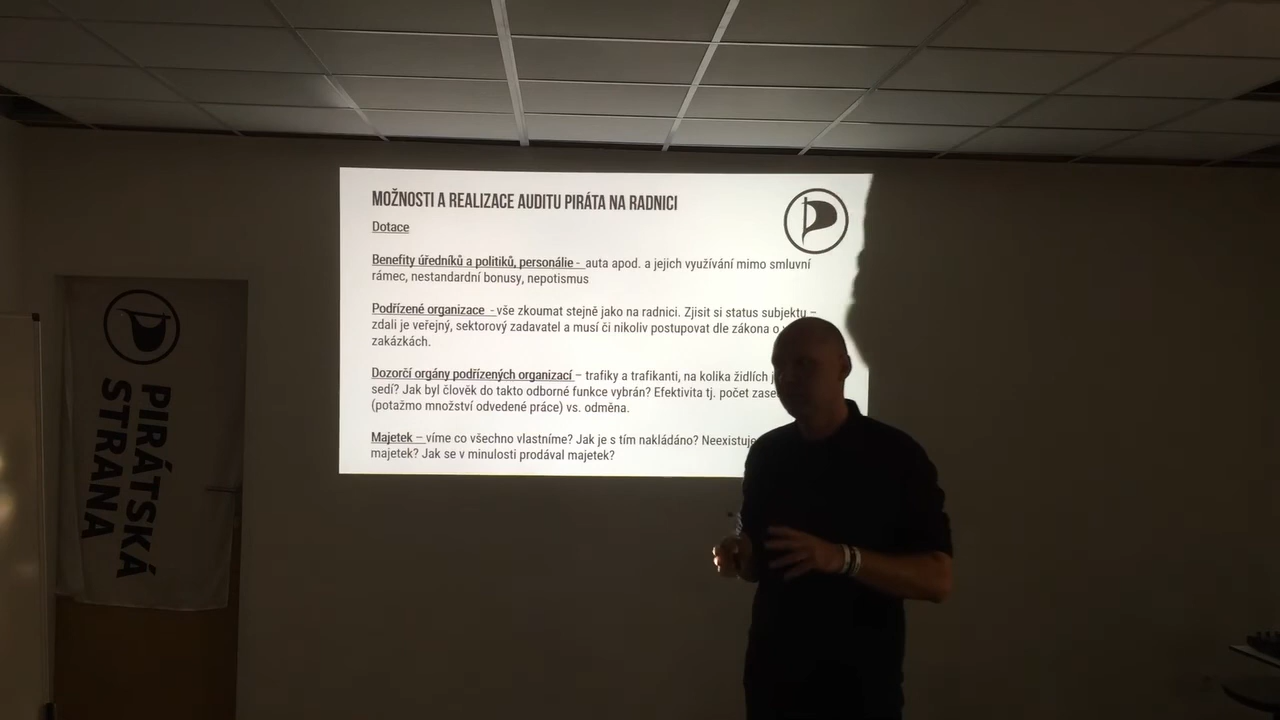 MOŽNOSTI A REALIZACE AUDITU PIRÁTA NA RADNICI
Dotace
Benefity úředníků a politiků, personálie - auta apod. a jejich využívání mimo smluvní
rámec, nestandardní bonusy, nepotismus
Podřízené organizace - vše zkoumat stejně jako na radnici. Zjisit si status subjektu –
zdali je veřejný, sektorový zadavatel a musí či nikoliv postupovat dle zákona o
zakázkách.
Dozorčí orgány podřízených organizací – trafiky a trafikanti, na kolika židlích
sedí? Jak byl člověk do takto odborné funkce vybrán? Efektivita tj. počet
(potažmo množství odvedené práce) vs. odměna.
Majetek – víme co všechno vlastníme? Jak je s tím nakládáno? Neexistuje
majetek? Jak se v minulosti prodával majetek?
PIRÁTSKÁ
STRANA